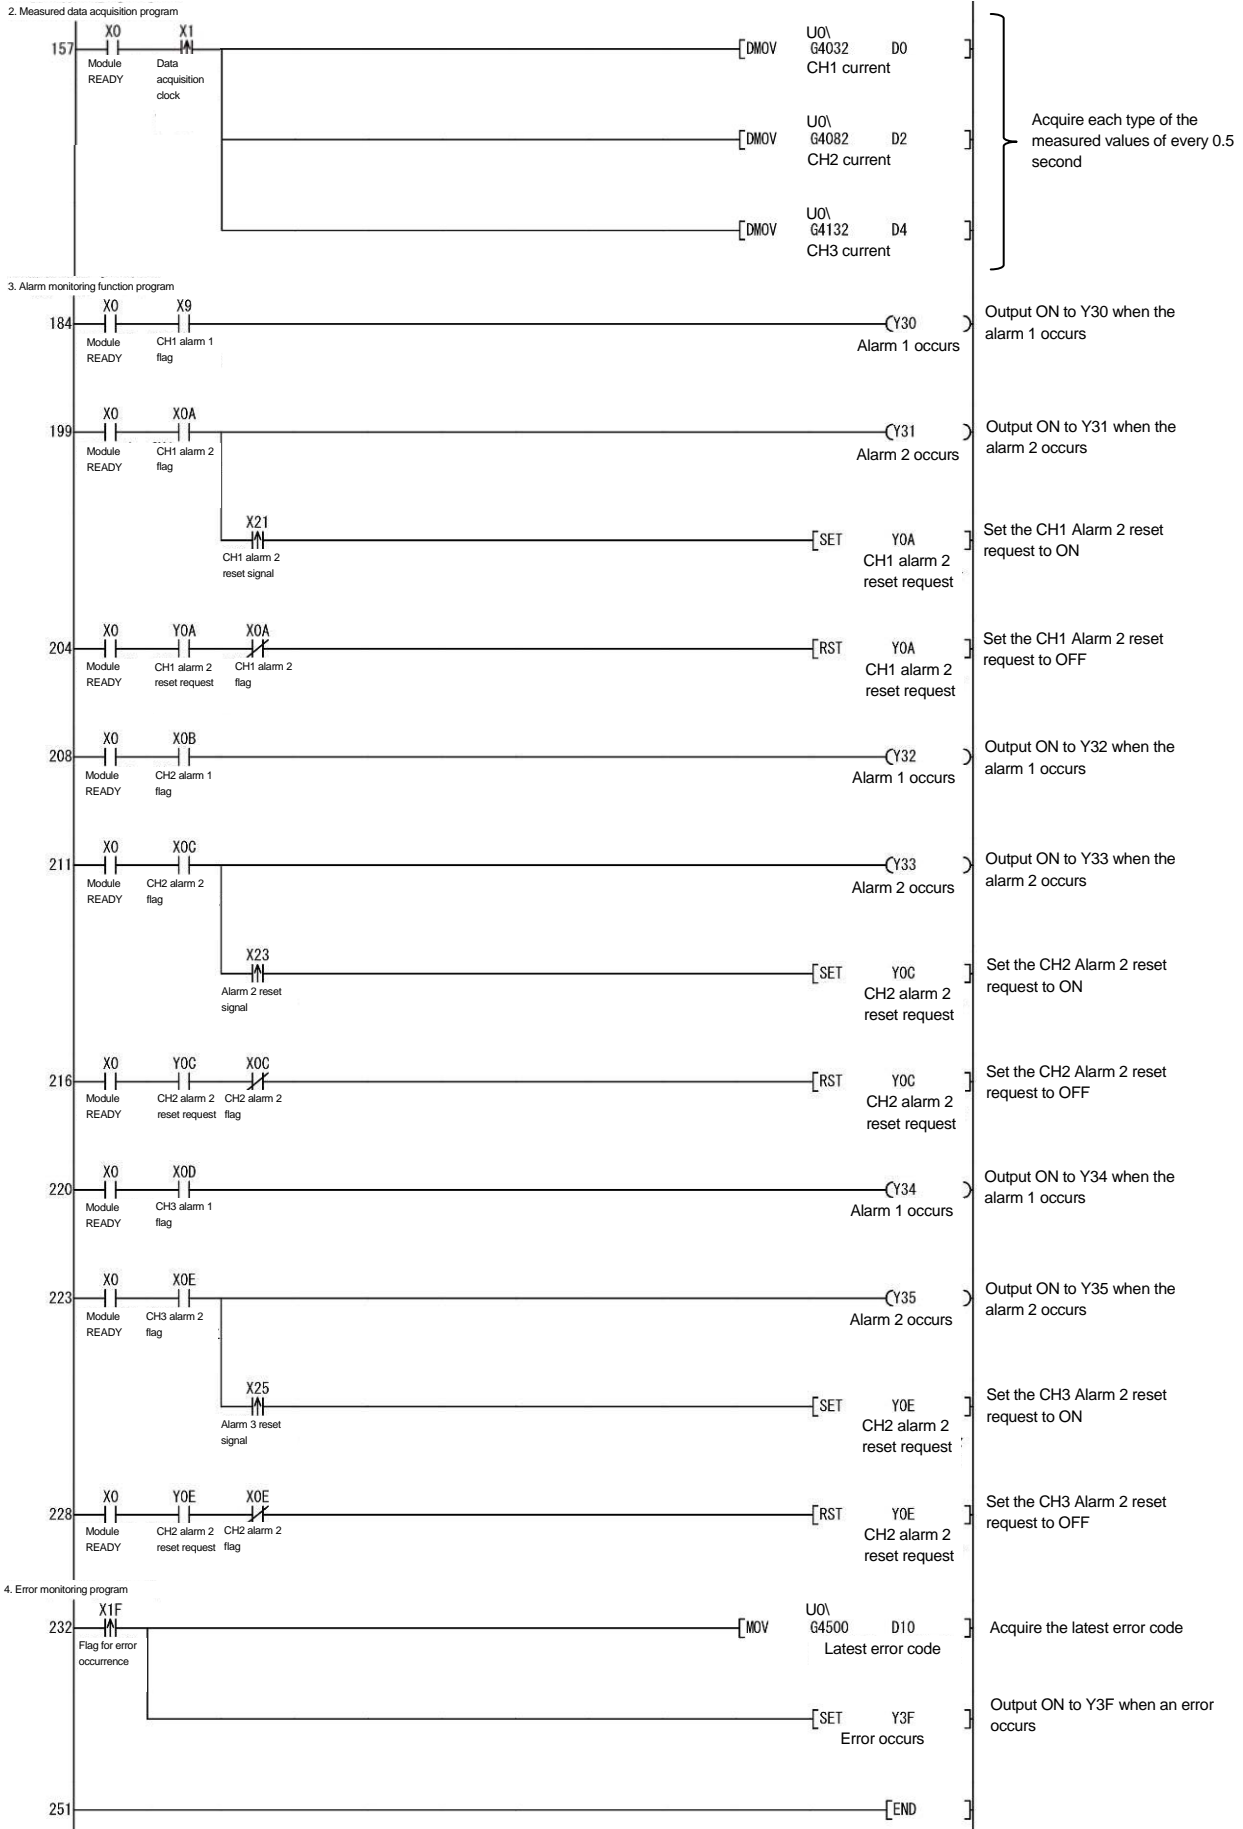 2. Measured data acquisition program
X0 X1 U0\
157 [DMOV G4032 D0 ]
Module READY
Data acquisition clock
CH1 current
U0\
[DMOV G4082 D2 ]
CH2 current
U0\
[DMOV G4132 D4 ]
CH3 current
Acquire each type of the
measured values of every 0.5
second
3. Alarm monitoring function program
X0 X9
184 (Y30 )
Module READY
CH1 alarm 1 flag
Alarm 1 occurs
Output ON to Y30 when the
alarm 1 occurs
X0 X0A
199 (Y31 )
Module READY
CH1 alarm 2 flag
Alarm 2 occurs
Output ON to Y31 when the
alarm 2 occurs
X21
[SET Y0A ]
CH1 alarm 2
reset signal
CH1 alarm 2
reset request
Set the CH1 Alarm 2 reset
request to ON
X0 Y0A X0A
204 [RST Y0A ]
Module READY
CH1 alarm 2 reset request
CH1 alarm 2 flag
CH1 alarm 2
reset request
Set the CH1 Alarm 2 reset
request to OFF
X0 X0B
208 (Y32 )
Module READY
CH2 alarm 1 flag
Alarm 1 occurs
Output ON to Y32 when the
alarm 1 occurs
X0 X0C
211 (Y33 )
Module READY
CH2 alarm 2 flag
Alarm 2 occurs
Output ON to Y33 when the
alarm 2 occurs
X23
[SET Y0C ]
Alarm 2 reset
signal
CH2 alarm 2
reset request
Set the CH2 Alarm 2 reset
request to ON
X0 Y0C X0C
216 [RST Y0C ]
Module READY
CH2 alarm 2 reset request
CH2 alarm 2 flag
CH2 alarm 2
reset request
Set the CH2 Alarm 2 reset
request to OFF
X0 X0D
220 (Y34 )
Module READY
CH3 alarm 1 flag
Alarm 1 occurs
Output ON to Y34 when the
alarm 1 occurs
X0 X0E
223 (Y35 )
Module READY
CH3 alarm 2 flag
Alarm 2 occurs
Output ON to Y35 when the
alarm 2 occurs
X25
[SET Y0E ]
Alarm 3 reset
signal
CH2 alarm 2
reset request
Set the CH3 Alarm 2 reset
request to ON
X0 Y0E X0E
228 [RST Y0E ]
Module READY
CH2 alarm 2 reset request
CH2 alarm 2 flag
CH2 alarm 2
reset request
Set the CH3 Alarm 2 reset
request to OFF
4. Error monitoring program
X1F U0\
232 [MOV G4500 D10 ]
Flag for error
occurrence
Latest error code
Acquire the latest error code
[SET Y3F ]
Error occurs
Output ON to Y3F when an error
occurs
251 [END ]